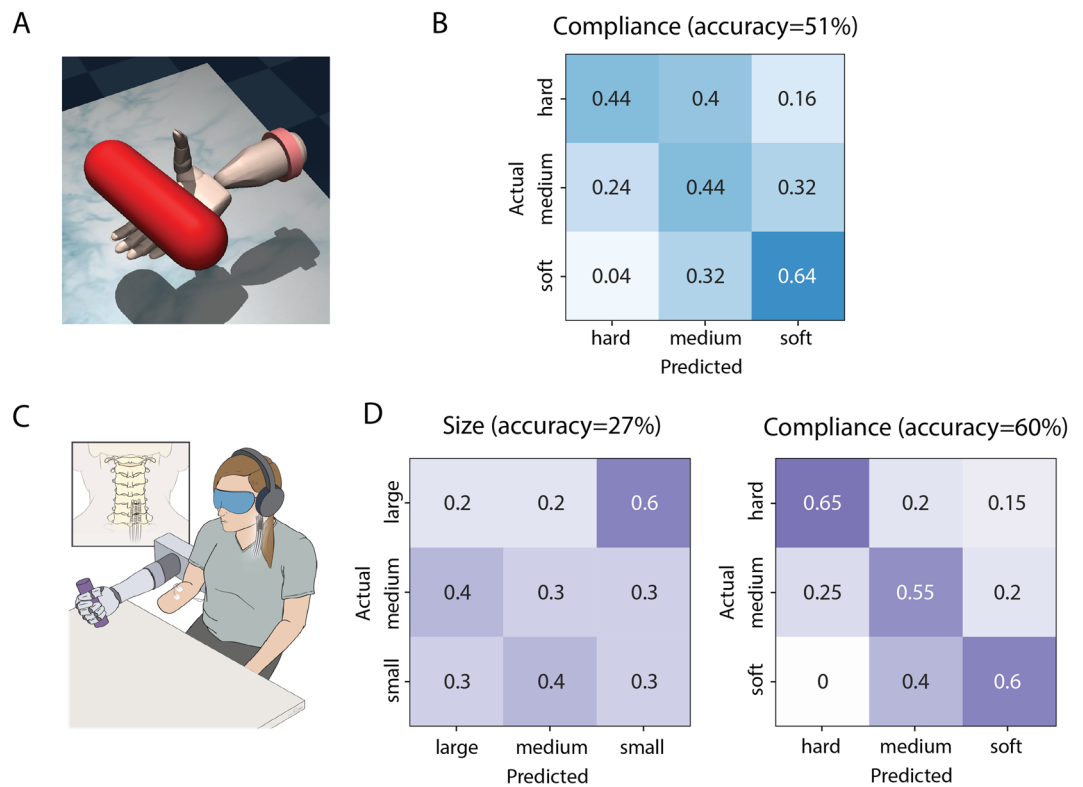 A
B
Compliance (accuracy=51%)
Actual
hard
0.44 0.4 0.16
medium
0.24 0.44 0.32
soft
0.04 0.32 0.64
hard medium soft
Predicted
C
D
Size (accuracy=27%)
Actual
large
0.2 0.2 0.6
medium
0.4 0.3 0.3
small
0.3 0.4 0.3
large medium small
Predicted
Compliance (accuracy=60%)
Actual
hard
0.65 0.2 0.15
medium
0.25 0.55 0.2
soft
0 0.4 0.6
hard medium soft
Predicted